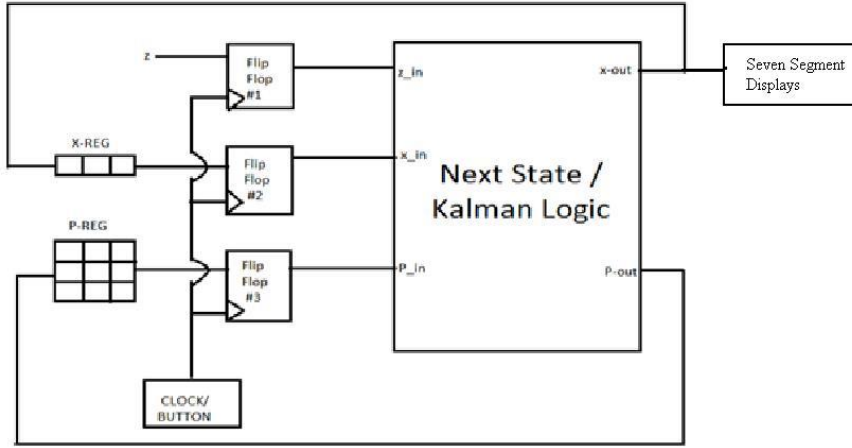 z
Flip
Flop
#1
z_in
x-out
Seven Segment
Displays
X-REG
Flip
Flop
#2
x_in
Next State /
Kalman Logic
P-REG
Flip
Flop
#3
P_in
P-out
CLOCK/
BUTTON